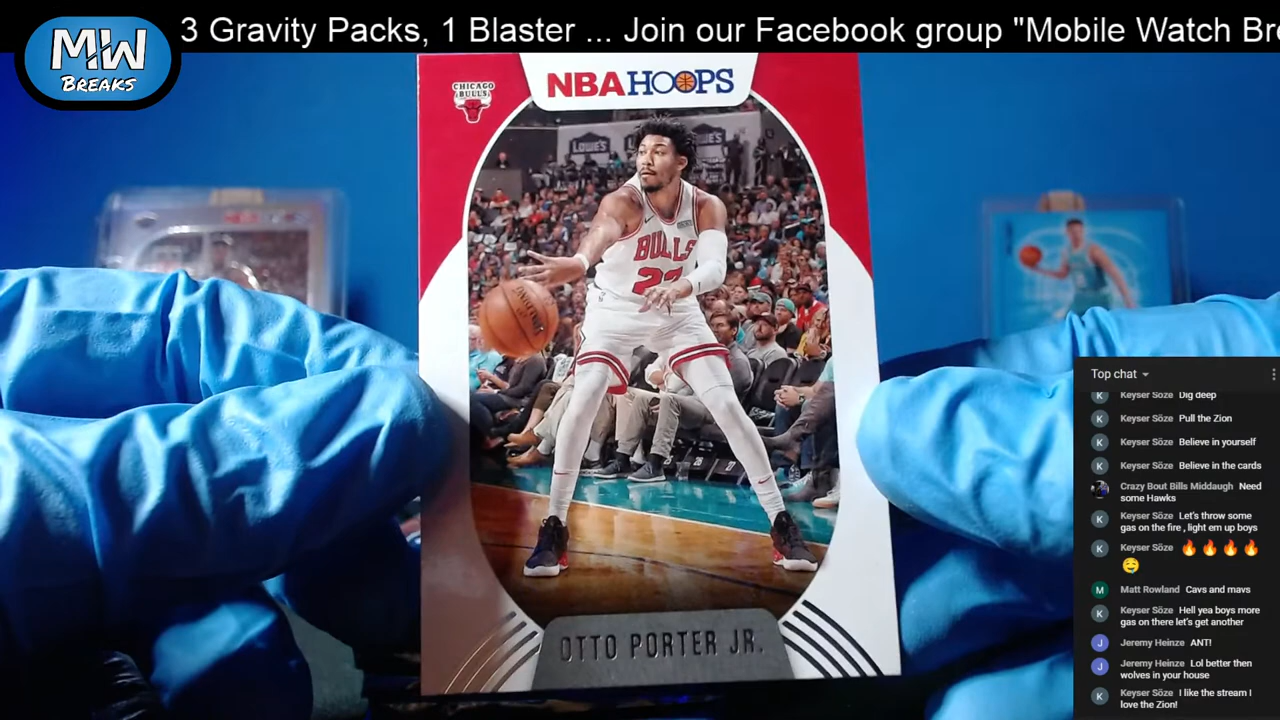 3 Gravity Packs, 1 Blaster ... Join our Facebook group "Mobile Watch Bre
MW
BREAKS
CHICAGO
BULLS
NBA HOOPS
LOWE'S
BULLS
22
SPALDING
OTTO PORTER JR.
Top chat
K Keyser Söze Dig deep
K Keyser Söze Pull the Zion
K Keyser Söze Believe in yourself
K Keyser Söze Believe in the cards
Crazy Bout Bills Middaugh Need
some Hawks
K Keyser Söze Let's throw some
gas on the fire , light em up boys
K Keyser Söze 🔥🔥🔥🔥
🤤
M Matt Rowland Cavs and mavs
K Keyser Söze Hell yea boys more
gas on there let's get another
J Jeremy Heinze ANT!
J Jeremy Heinze Lol better then
wolves in your house
K Keyser Söze I like the stream I
love the Zion!